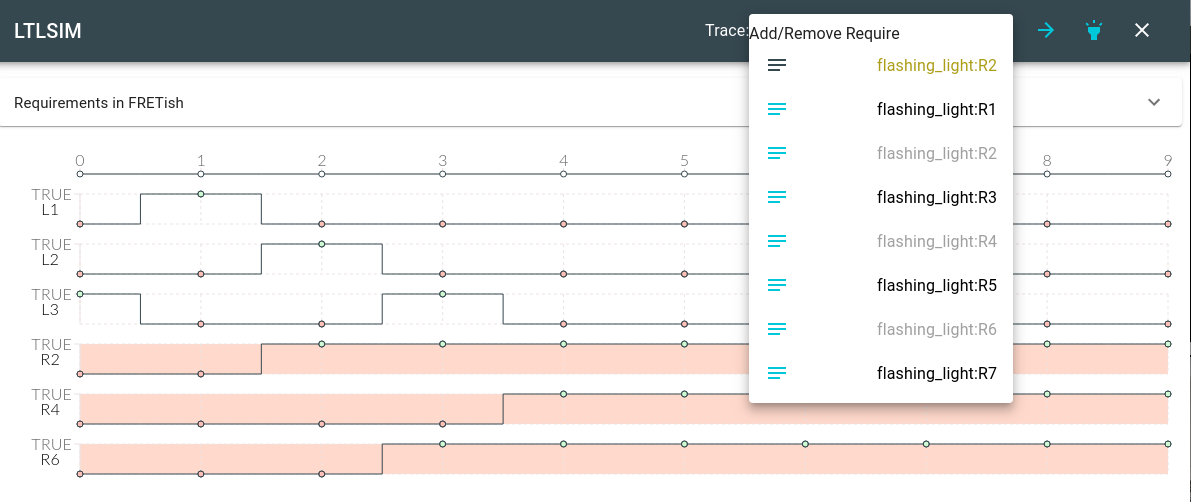 LTLSIM
Trace:
Add/Remove Require
flashing_light:R2
Requirements in FRETish
flashing_light:R1
flashing_light:R2
flashing_light:R3
flashing_light:R4
flashing_light:R5
flashing_light:R6
flashing_light:R7
0 1 2 3 4 5 8 9
TRUE
L1
TRUE
L2
TRUE
L3
TRUE
R2
TRUE
R4
TRUE
R6